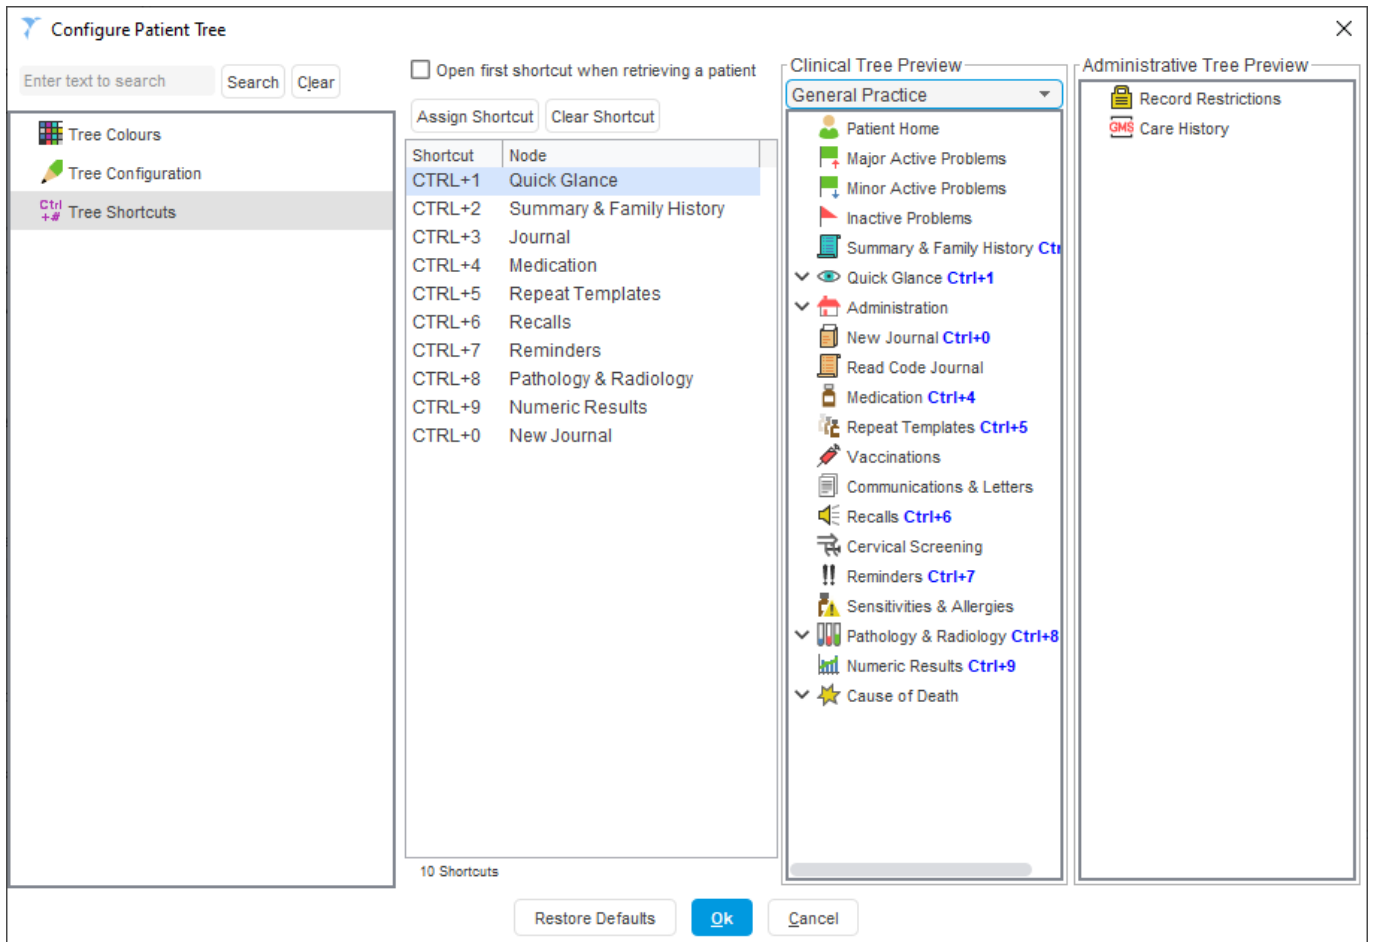 Configure Patient Tree
Enter text to search
Search
Clear
Tree Colours
Tree Configuration
Ctrl
+#
Tree Shortcuts
Open first shortcut when retrieving a patient
Assign Shortcut
Clear Shortcut
Shortcut Node
CTRL+1 Quick Glance
CTRL+2 Summary & Family History
CTRL+3 Journal
CTRL+4 Medication
CTRL+5 Repeat Templates
CTRL+6 Recalls
CTRL+7 Reminders
CTRL+8 Pathology & Radiology
CTRL+9 Numeric Results
CTRL+0 New Journal
10 Shortcuts
Clinical Tree Preview
General Practice
Patient Home
Major Active Problems
Minor Active Problems
Inactive Problems
Summary & Family History Ctr
Quick Glance Ctrl+1
Administration
New Journal Ctrl+0
Read Code Journal
Medication Ctrl+4
Repeat Templates Ctrl+5
Vaccinations
Communications & Letters
Recalls Ctrl+6
Cervical Screening
Reminders Ctrl+7
Sensitivities & Allergies
Pathology & Radiology Ctrl+8
Numeric Results Ctrl+9
Cause of Death
Administrative Tree Preview
Record Restrictions
GMS Care History
Restore Defaults
Ok
Cancel